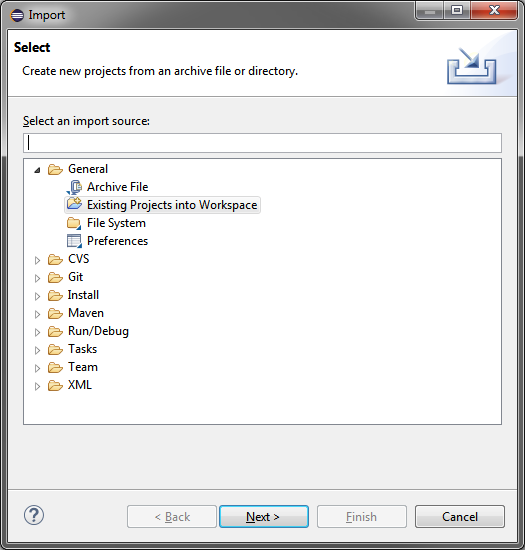 Import
Select
Create new projects from an archive file or directory.
Select an import source:
General
Archive File
Existing Projects into Workspace
File System
Preferences
CVS
Git
Install
Maven
Run/Debug
Tasks
Team
XML
? < Back Next > Finish Cancel